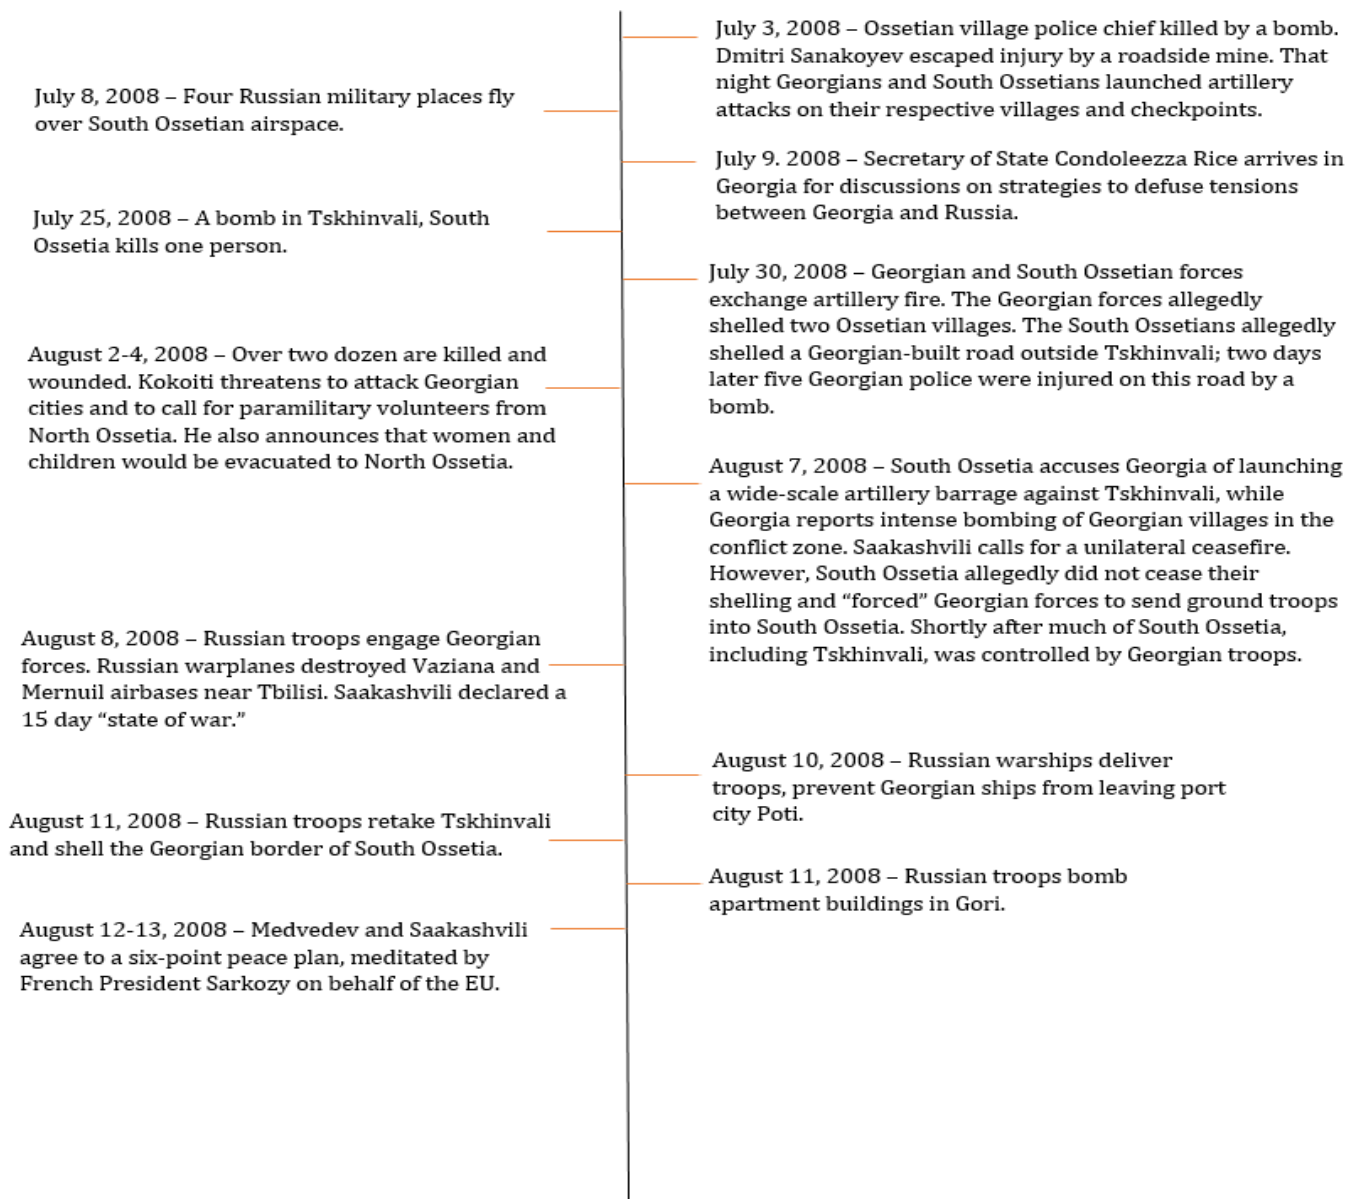 July 3, 2008 – Ossetian village police chief killed by a bomb.
Dmitri Sanakoyev escaped injury by a roadside mine. That
night Georgians and South Ossetians launched artillery
attacks on their respective villages and checkpoints.
July 8, 2008 – Four Russian military places fly
over South Ossetian airspace.
July 9. 2008 – Secretary of State Condoleezza Rice arrives in
Georgia for discussions on strategies to defuse tensions
between Georgia and Russia.
July 25, 2008 – A bomb in Tskhinvali, South
Ossetia kills one person.
July 30, 2008 – Georgian and South Ossetian forces
exchange artillery fire. The Georgian forces allegedly
shelled two Ossetian villages. The South Ossetians allegedly
shelled a Georgian-built road outside Tskhinvali; two days
later five Georgian police were injured on this road by a
bomb.
August 2-4, 2008 – Over two dozen are killed and
wounded. Kokoiti threatens to attack Georgian
cities and to call for paramilitary volunteers from
North Ossetia. He also announces that women and
children would be evacuated to North Ossetia.
August 7, 2008 – South Ossetia accuses Georgia of launching
a wide-scale artillery barrage against Tskhinvali, while
Georgia reports intense bombing of Georgian villages in the
conflict zone. Saakashvili calls for a unilateral ceasefire.
However, South Ossetia allegedly did not cease their
shelling and “forced” Georgian forces to send ground troops
into South Ossetia. Shortly after much of South Ossetia,
including Tskhinvali, was controlled by Georgian troops.
August 8, 2008 – Russian troops engage Georgian
forces. Russian warplanes destroyed Vaziana and
Mernuil airbases near Tbilisi. Saakashvili declared a
15 day “state of war.”
August 10, 2008 – Russian warships deliver
troops, prevent Georgian ships from leaving port
city Poti.
August 11, 2008 – Russian troops retake Tskhinvali
and shell the Georgian border of South Ossetia.
August 11, 2008 – Russian troops bomb
apartment buildings in Gori.
August 12-13, 2008 – Medvedev and Saakashvili
agree to a six-point peace plan, meditated by
French President Sarkozy on behalf of the EU.